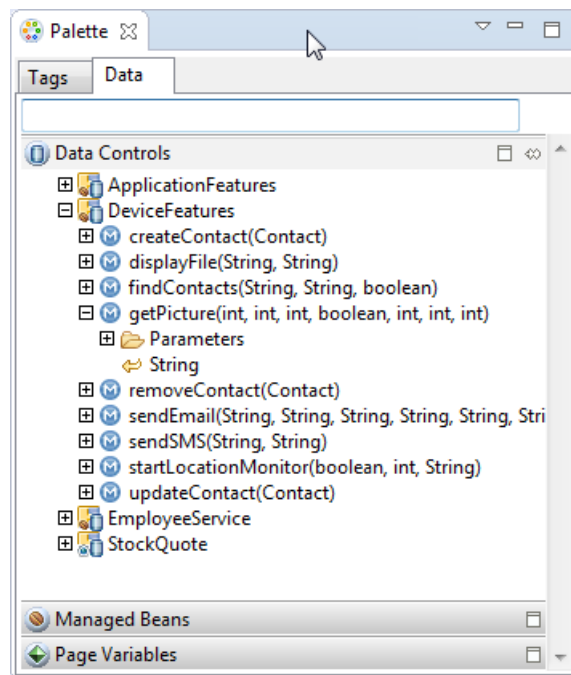 Palette
Tags Data
Data Controls
ApplicationFeatures
DeviceFeatures
createContact(Contact)
displayFile(String, String)
findContacts(String, String, boolean)
getPicture(int, int, int, boolean, int, int, int)
Parameters
String
removeContact(Contact)
sendEmail(String, String, String, String, String, Stri
sendSMS(String, String)
startLocationMonitor(boolean, int, String)
updateContact(Contact)
EmployeeService
StockQuote
Managed Beans
Page Variables